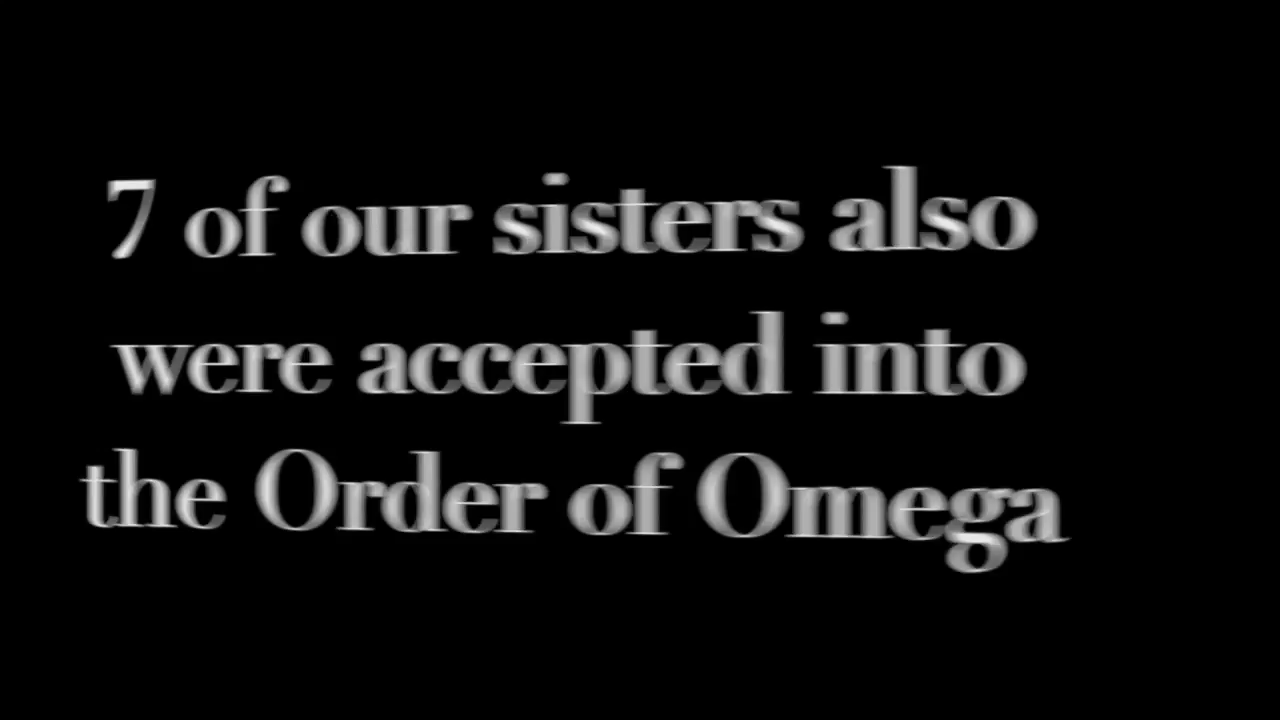 7 of our sisters also
were accepted into
the Order of Omega